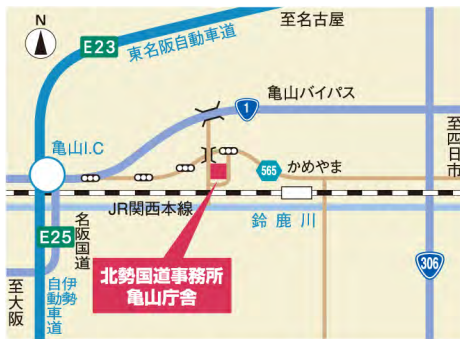 N
至名古屋
E23
東名阪自動車道
1
亀山バイパス
至四日市
亀山I.C
565
かめやま
JR関西本線
鈴鹿川
名阪国道
E25
北勢国道事務所
亀山庁舎
306
至大阪
伊勢
自動車道